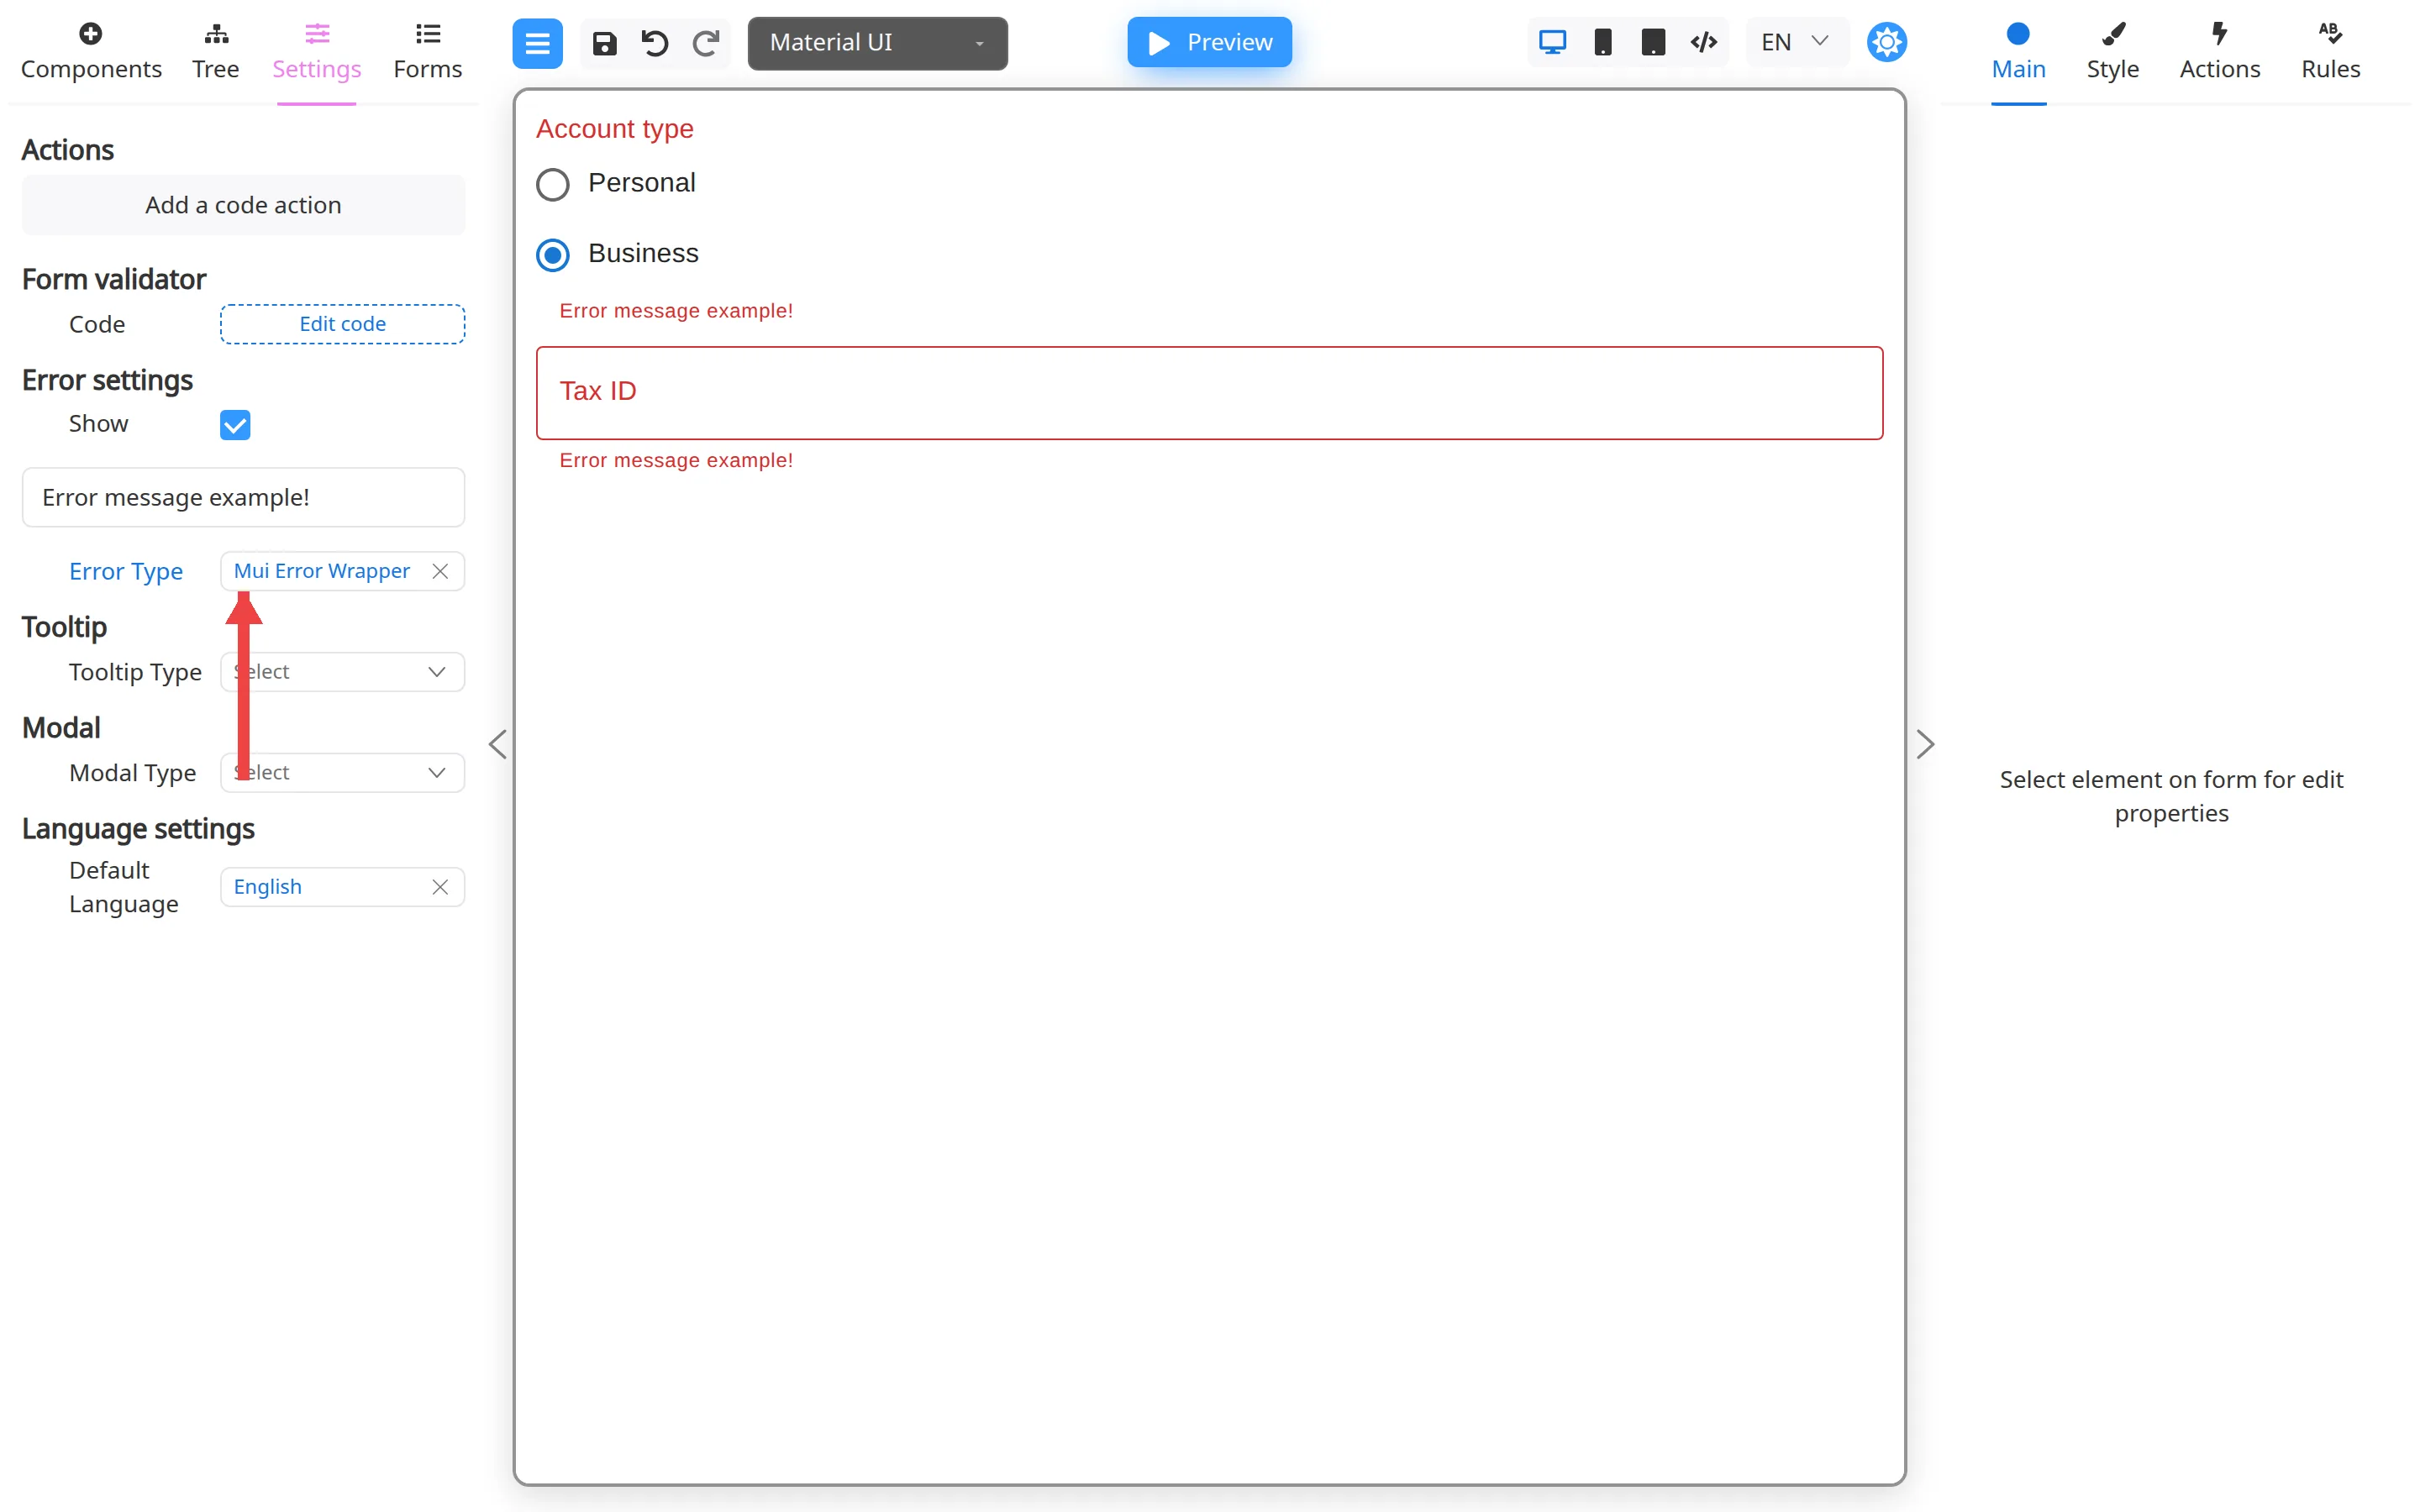 Components
Tree
Settings
Forms
Material UI
Preview
EN
Main
Style
Actions
AB
Rules
Actions
Add a code action
Form validator
Code
Edit code
Error settings
Show
Error message example!
Error Type
Mui Error Wrapper
Tooltip
Tooltip Type
Select
Modal
Modal Type
Select
Language settings
Default
Language
English
Account type
Personal
Business
Error message example!
Tax ID
Error message example!
Select element on form for edit
properties